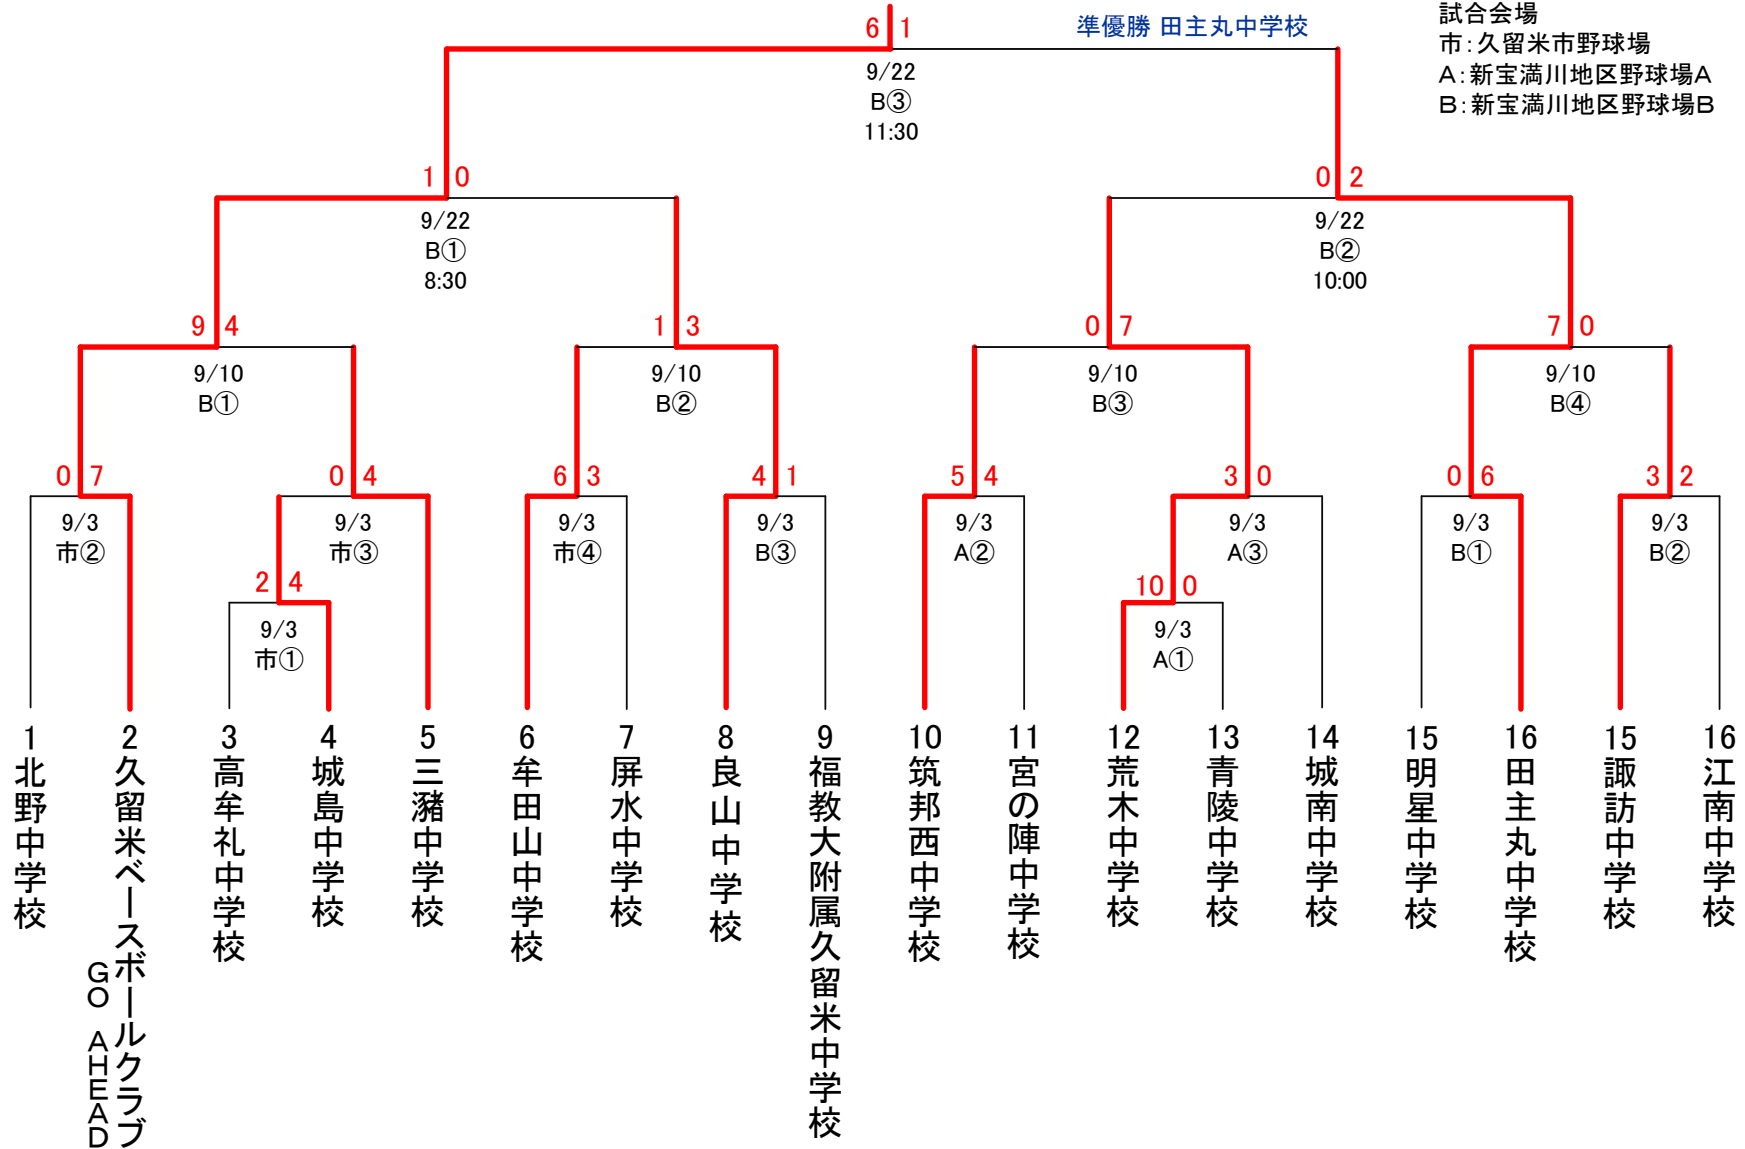 6 1
準優勝 田主丸中学校
試合会場
市：久留米市野球場
A：新宝満川地区野球場A
B：新宝満川地区野球場B
9/22
B③
11:30
1 0
9/22
B①
8:30
0 2
9/22
B②
10:00
9 4
9/10
B①
1 3
9/10
B②
0 7
9/10
B③
7 0
9/10
B④
0 7
9/3
市②
0 4
9/3
市③
6 3
9/3
市④
4 1
9/3
B③
5 4
9/3
A②
3 0
9/3
A③
0 6
9/3
B①
3 2
9/3
B②
2 4
9/3
市①
10 0
9/3
A①
1 北野中学校
2 久留米ベースボールクラブ
GO AHEAD
3 高牟礼中学校
4 城島中学校
5 三瀦中学校
6 牟田山中学校
7 屏水中学校
8 良山中学校
9 福教大附属久留米中学校
10 筑邦西中学校
11 宮の陣中学校
12 荒木中学校
13 青陵中学校
14 城南中学校
15 明星中学校
16 田主丸中学校
15 諏訪中学校
16 江南中学校